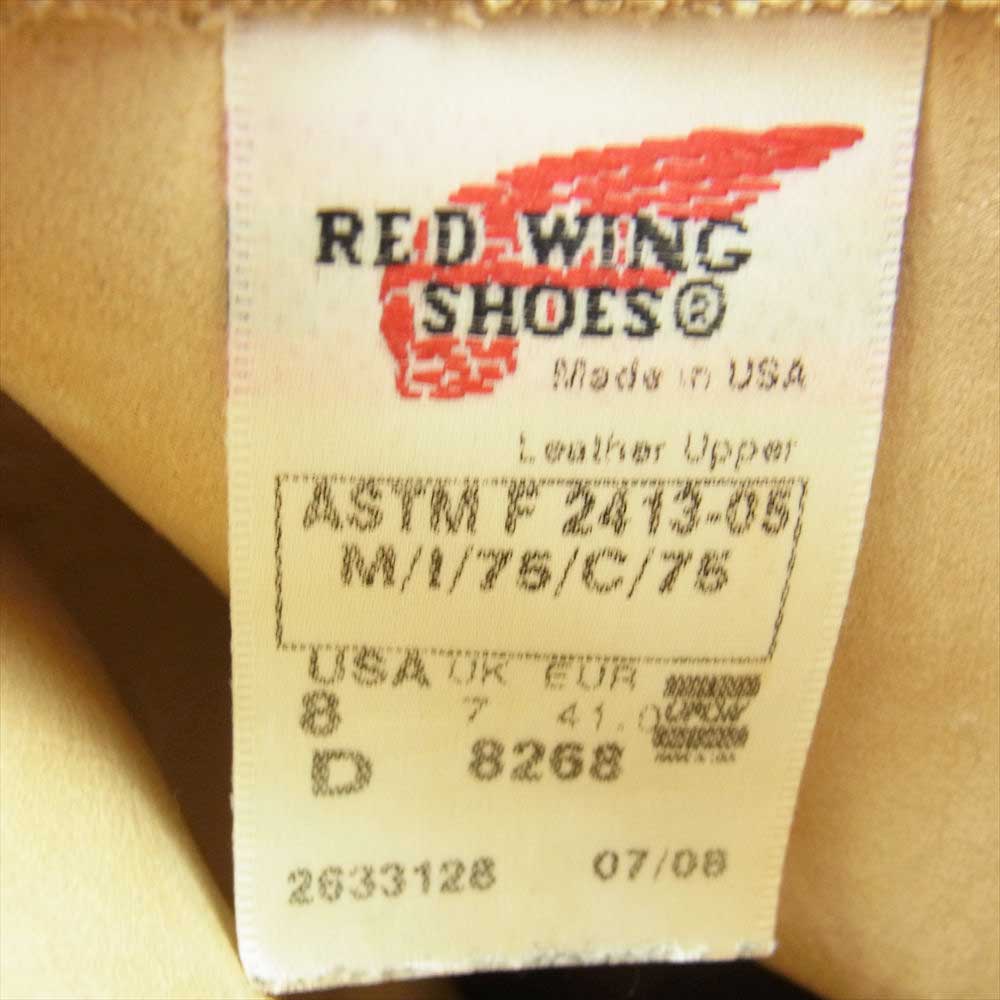 RED WING
SHOES®
Made in USA
Leather Upper
ASTM F 2413-05
M/I/75/C/75
USA UK EUR
8 7 41.0
D 8268
2633128 07/08